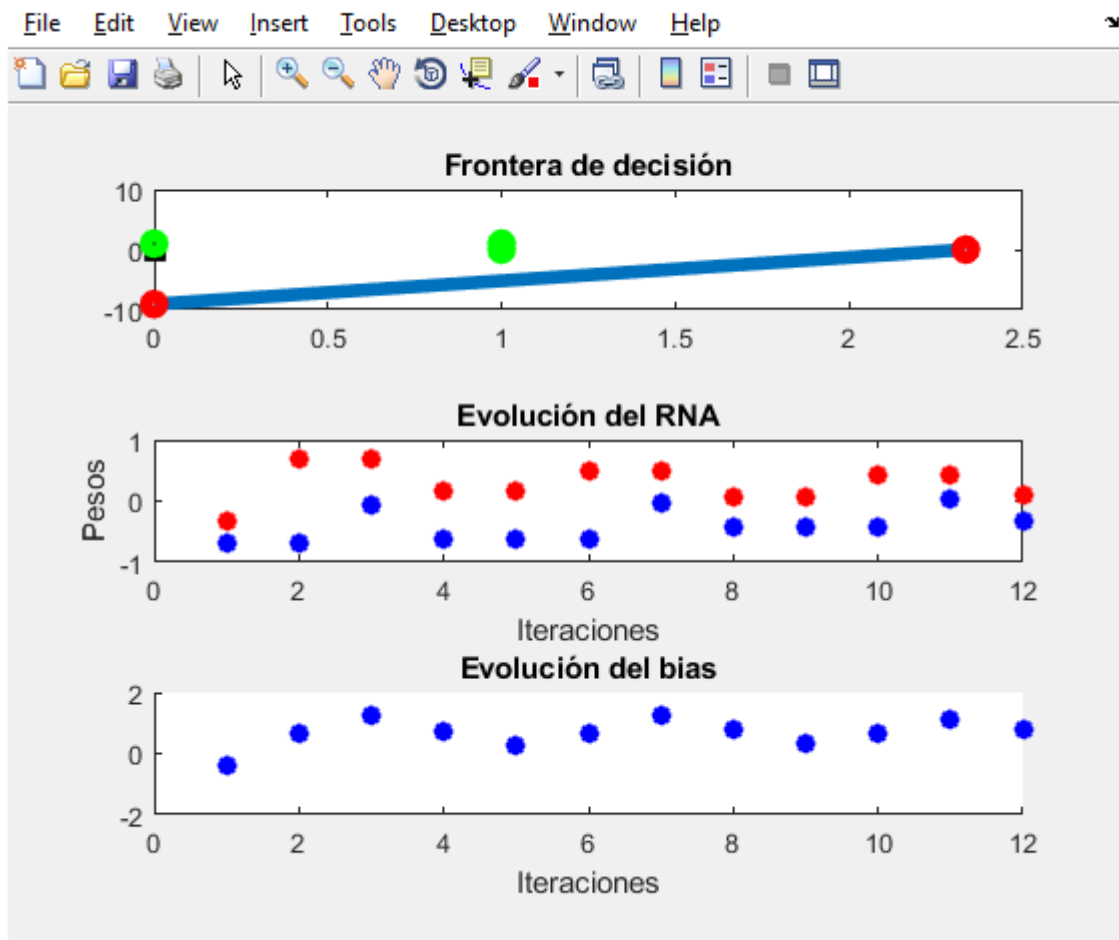 File Edit View Insert Tools Desktop Window Help
Frontera de decisión
10
0
-10
0 0.5 1 1.5 2 2.5
Evolución del RNA
Pesos
1
0
-1
0 2 4 6 8 10 12
Iteraciones
Evolución del bias
2
0
-2
0 2 4 6 8 10 12
Iteraciones